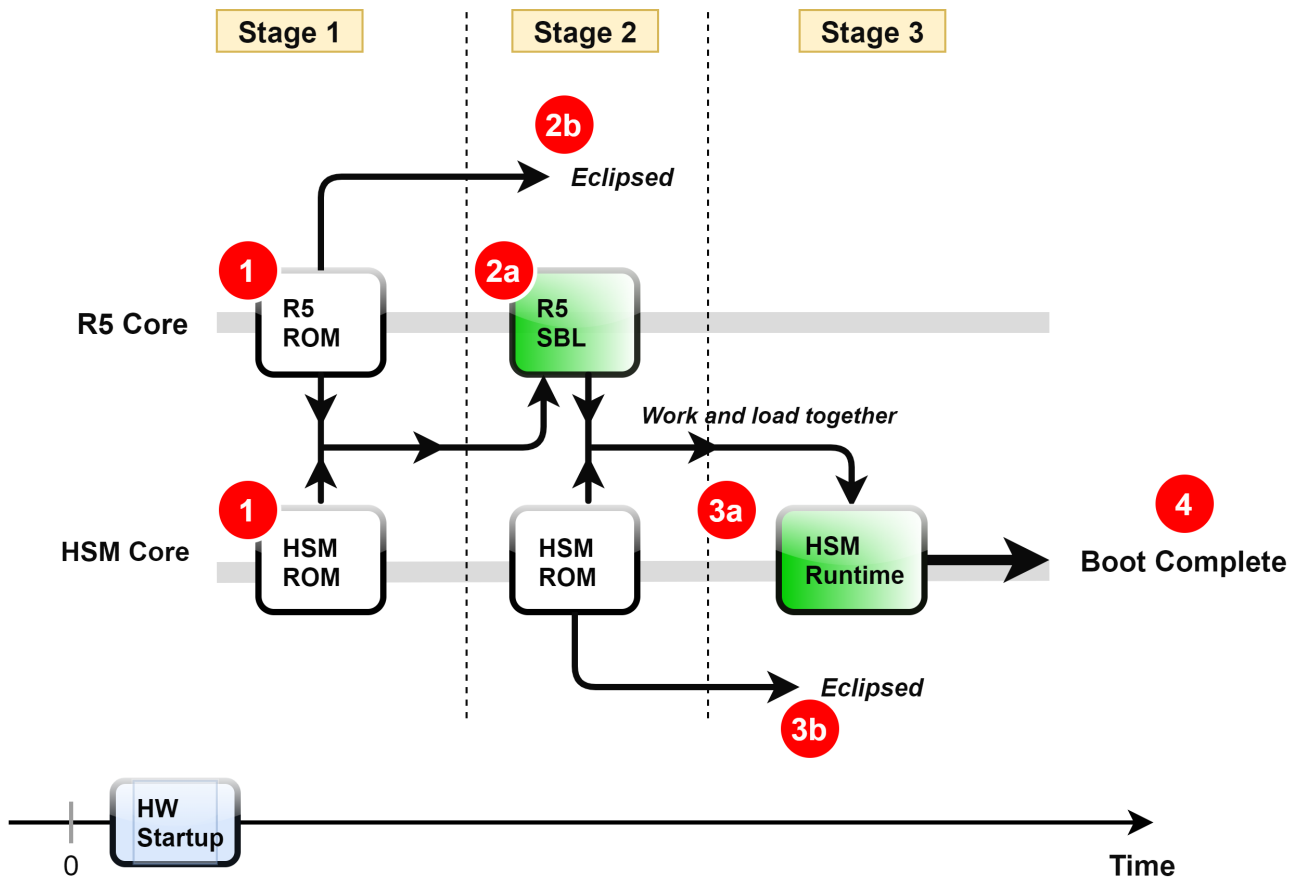 Stage 1
Stage 2
Stage 3
2b
Eclipsed
1
2a
R5 Core
R5
ROM
R5
SBL
Work and load together
1
3a
4
HSM Core
HSM
ROM
HSM
ROM
HSM
Runtime
Boot Complete
Eclipsed
3b
HW
Startup
0
Time